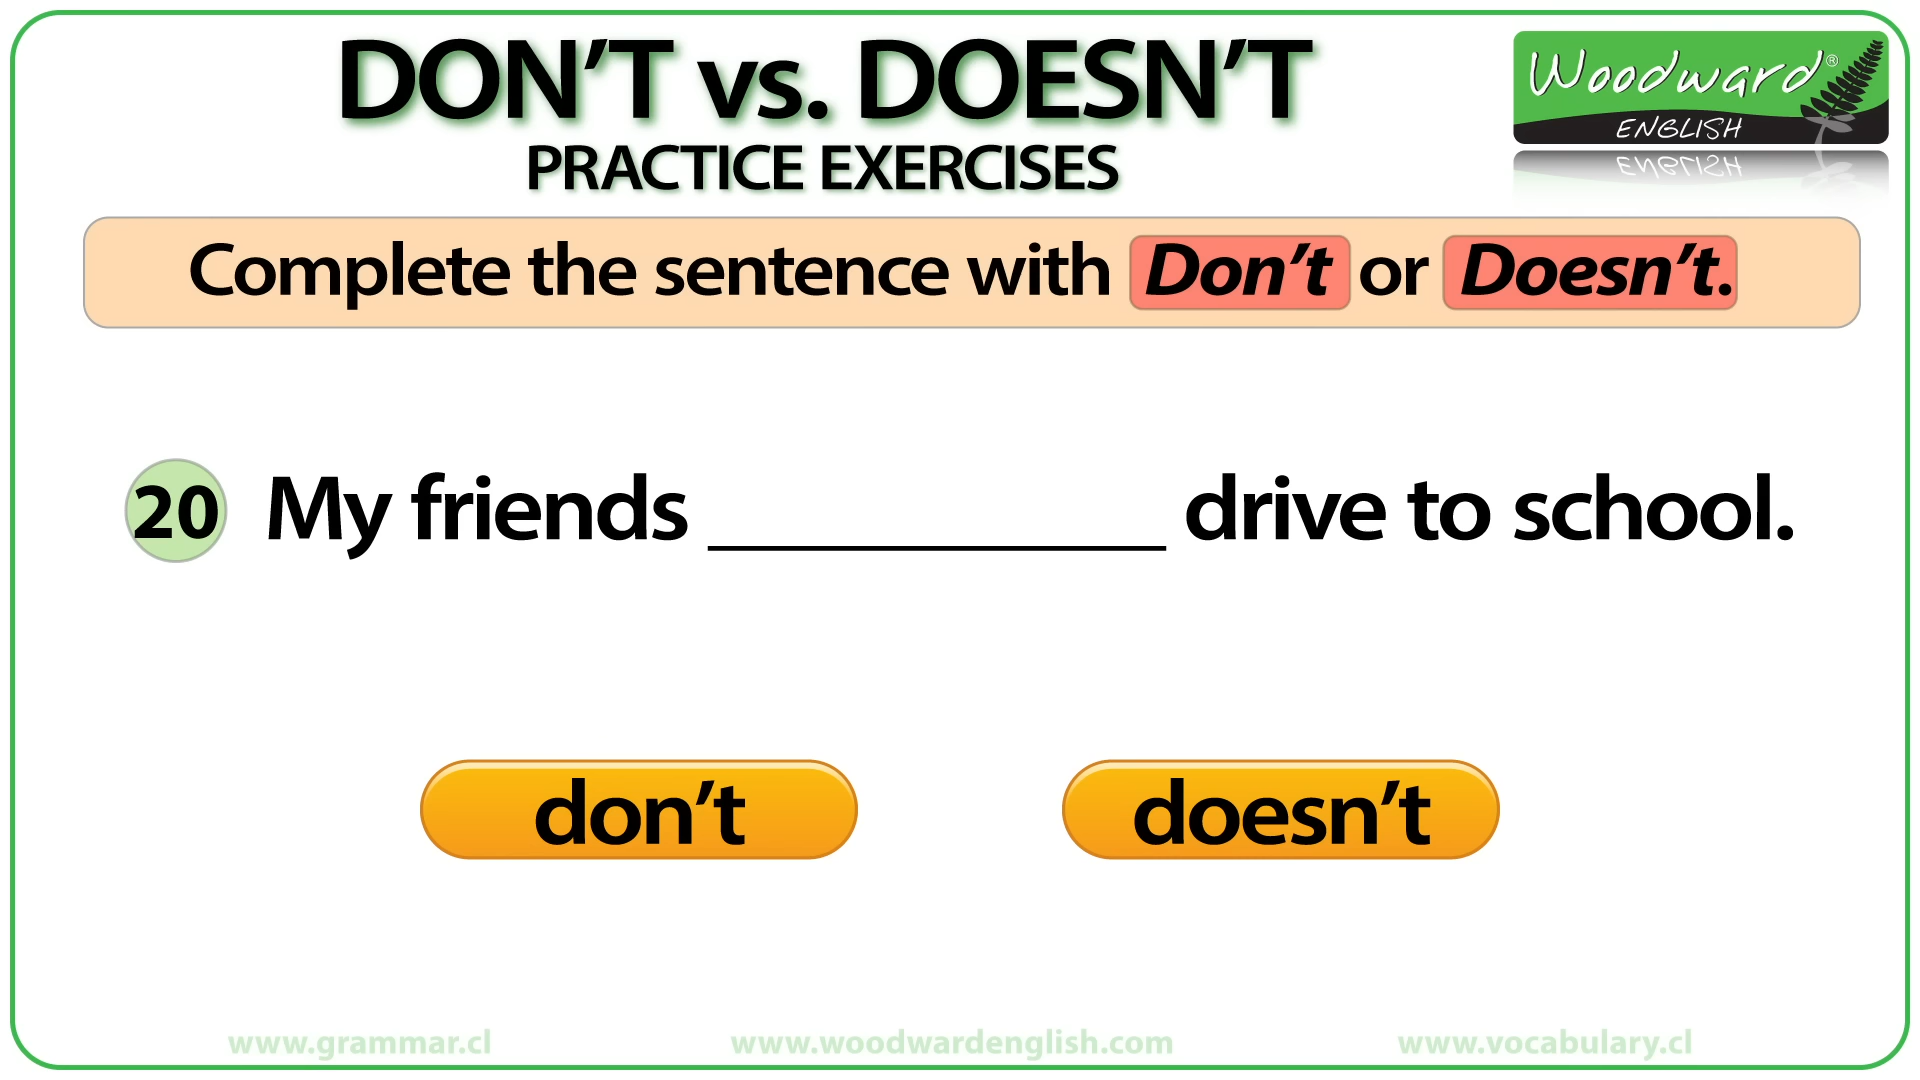 DON’T vs. DOESN’T
PRACTICE EXERCISES
Woodward®
ENGLISH
Complete the sentence with Don’t or Doesn’t.
20 My friends ____________ drive to school.
don’t
doesn’t
www.grammar.cl
www.woodwardenglish.com
www.vocabulary.cl